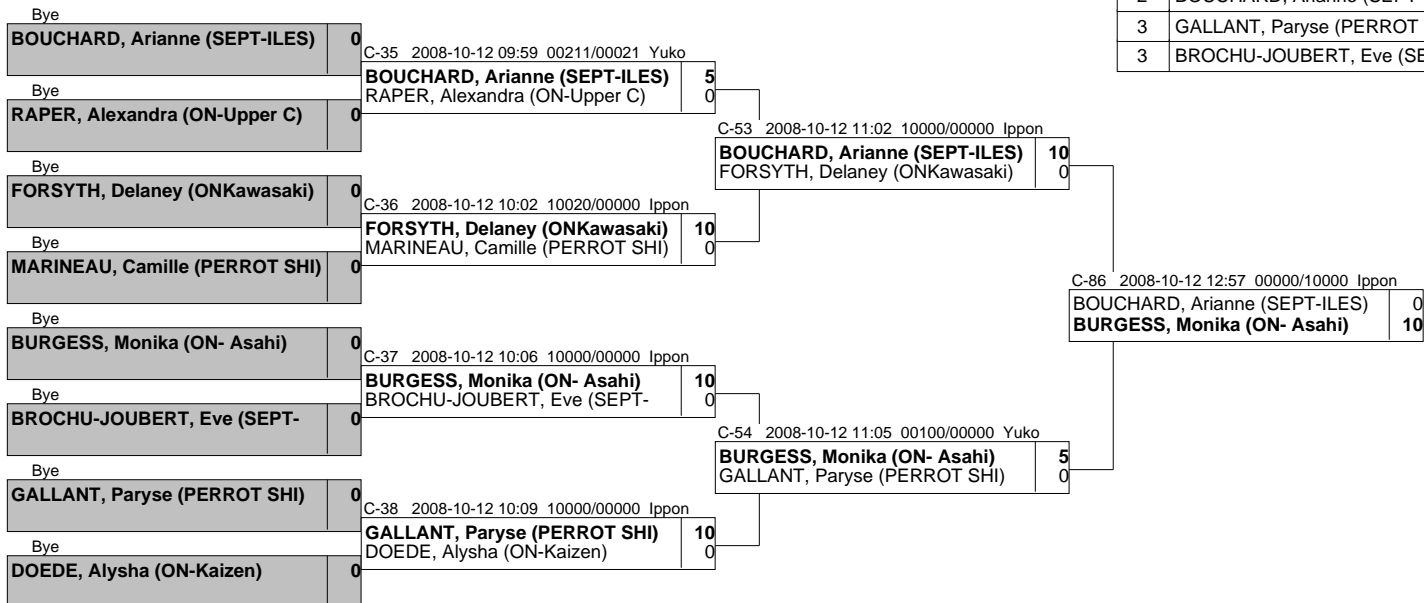 Bye
BOUCHARD, Arianne (SEPT-ILES) 0
Bye
RAPER, Alexandra (ON-Upper C) 0
Bye
FORSYTH, Delaney (ONKawasaki) 0
Bye
MARINEAU, Camille (PERROT SHI) 0
Bye
BURGESS, Monika (ON- Asahi) 0
Bye
BROCHU-JOUBERT, Eve (SEPT- 0
Bye
GALLANT, Paryse (PERROT SHI) 0
Bye
DOEDE, Alysha (ON-Kaizen) 0
C-35 2008-10-12 09:59 00211/00021 Yuko
BOUCHARD, Arianne (SEPT-ILES) 5
RAPER, Alexandra (ON-Upper C) 0
C-36 2008-10-12 10:02 10020/00000 Ippon
FORSYTH, Delaney (ONKawasaki) 10
MARINEAU, Camille (PERROT SHI) 0
C-37 2008-10-12 10:06 10000/00000 Ippon
BURGESS, Monika (ON- Asahi) 10
BROCHU-JOUBERT, Eve (SEPT- 0
C-38 2008-10-12 10:09 10000/00000 Ippon
GALLANT, Paryse (PERROT SHI) 10
DOEDE, Alysha (ON-Kaizen) 0
C-53 2008-10-12 11:02 10000/00000 Ippon
BOUCHARD, Arianne (SEPT-ILES) 10
FORSYTH, Delaney (ONKawasaki) 0
C-54 2008-10-12 11:05 00100/00000 Yuko
BURGESS, Monika (ON- Asahi) 5
GALLANT, Paryse (PERROT SHI) 0
C-86 2008-10-12 12:57 00000/10000 Ippon
BOUCHARD, Arianne (SEPT-ILES) 0
BURGESS, Monika (ON- Asahi) 10
3 GALLANT, Paryse (PERROT
3 BROCHU-JOUBERT, Eve (SE